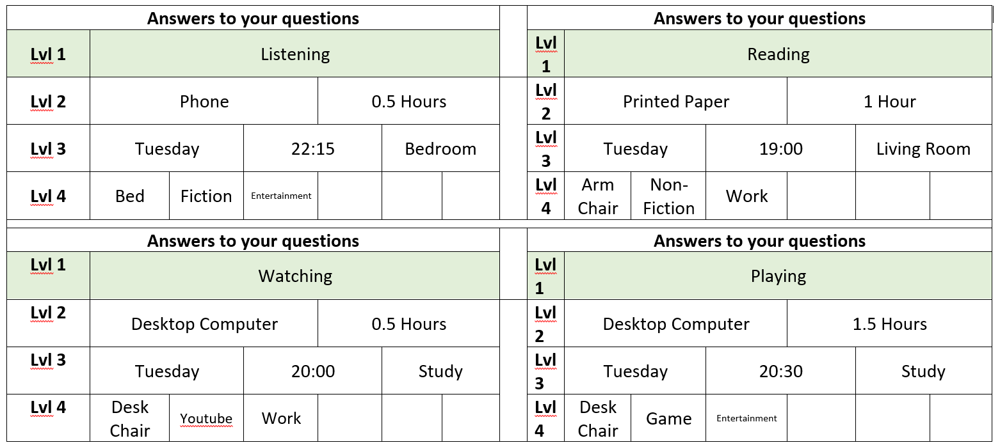 Answers to your questions
Lvl 1 Listening
Lvl 2 Phone 0.5 Hours
Lvl 3 Tuesday 22:15 Bedroom
Lvl 4 Bed Fiction Entertainment
Answers to your questions
Lvl
1
Reading
Lvl
2
Printed Paper 1 Hour
Lvl
3
Tuesday 19:00 Living Room
Lvl
4
Arm
Chair
Non-
Fiction
Work
Answers to your questions
Lvl 1 Watching
Lvl 2 Desktop Computer 0.5 Hours
Lvl 3 Tuesday 20:00 Study
Lvl 4
Desk
Chair
Youtube Work
Answers to your questions
Lvl
1
Playing
Lvl
2
Desktop Computer 1.5 Hours
Lvl
3
Tuesday 20:30 Study
Lvl
4
Desk
Chair
Game Entertainment